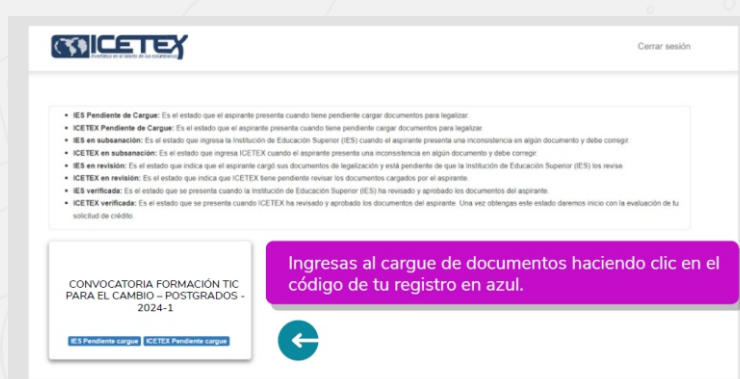 ICETEX
Cerrar sesión
• IES Pendiente de Cargue: Es el estado que el aspirante presenta cuando tiene pendiente cargar documentos para legalizar.
• ICETEX Pendiente de Cargue: Es el estado que el aspirante presenta cuando tiene pendiente cargar documentos para legalizar.
• IES en subsanación: Es el estado que ingresa la Institución de Educación Superior (IES) cuando el aspirante presenta una inconsistencia en algún documento y debe corregir.
• ICETEX en subsanación: Es el estado que ingresa ICETEX cuando el aspirante presenta una inconsistencia en algún documento y debe corregir.
• IES en revisión: Es el estado que indica que el aspirante cargó sus documentos de legalización y está pendiente de que la Institución de Educación Superior (IES) los revise.
• ICETEX en revisión: Es el estado que indica que ICETEX tiene pendiente revisar los documentos cargados por el aspirante.
• IES verificada: Es el estado que se presenta cuando la Institución de Educación Superior (IES) ha revisado y aprobado los documentos del aspirante.
• ICETEX verificada: Es el estado que se presenta cuando ICETEX ha revisado y aprobado los documentos del aspirante. Una vez obtengas este estado daremos inicio con la evaluación de tu
solicitud de crédito.
CONVOCATORIA FORMACIÓN TIC
PARA EL CAMBIO – POSTGRADOS -
2024-1
IES Pendiente cargue ICETEX Pendiente cargue
Ingresas al cargue de documentos haciendo clic en el
código de tu registro en azul.